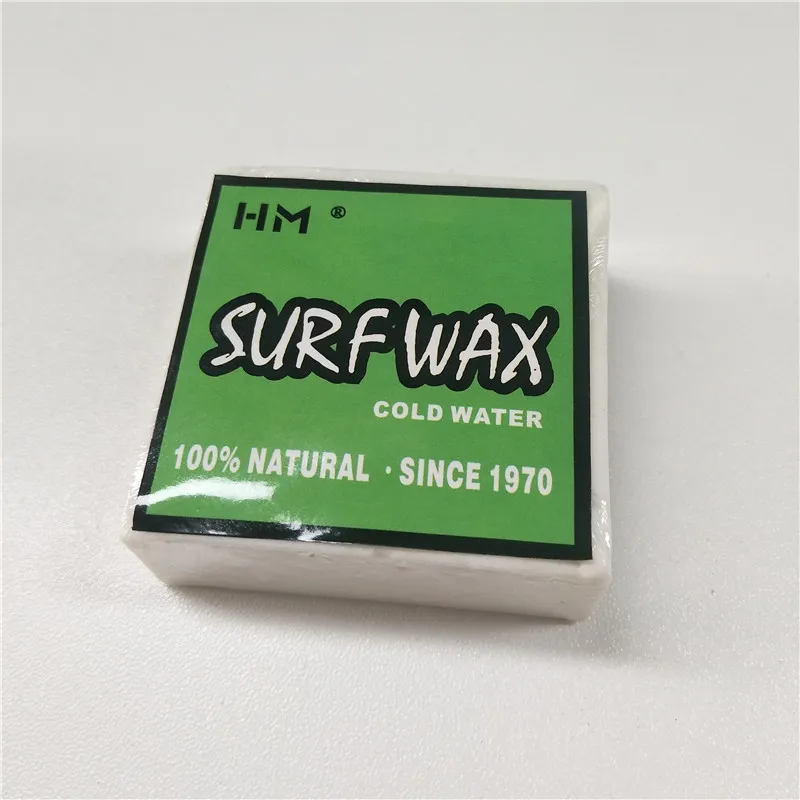 HM ®
SURF WAX
COLD WATER
100% NATURAL · SINCE 1970